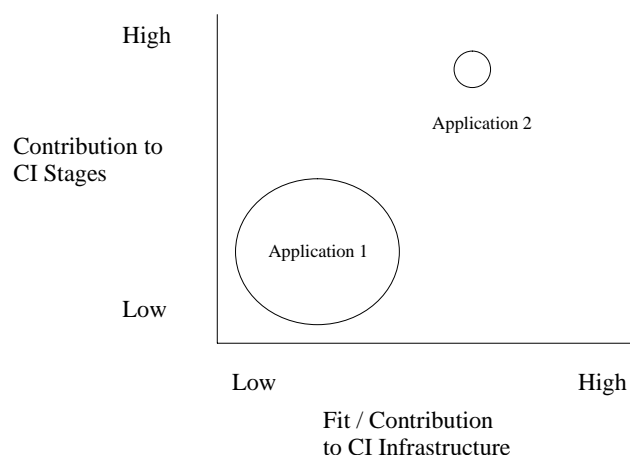 High
Application 2
Contribution to
CI Stages
Application 1
Low
Low High
Fit / Contribution
to CI Infrastructure